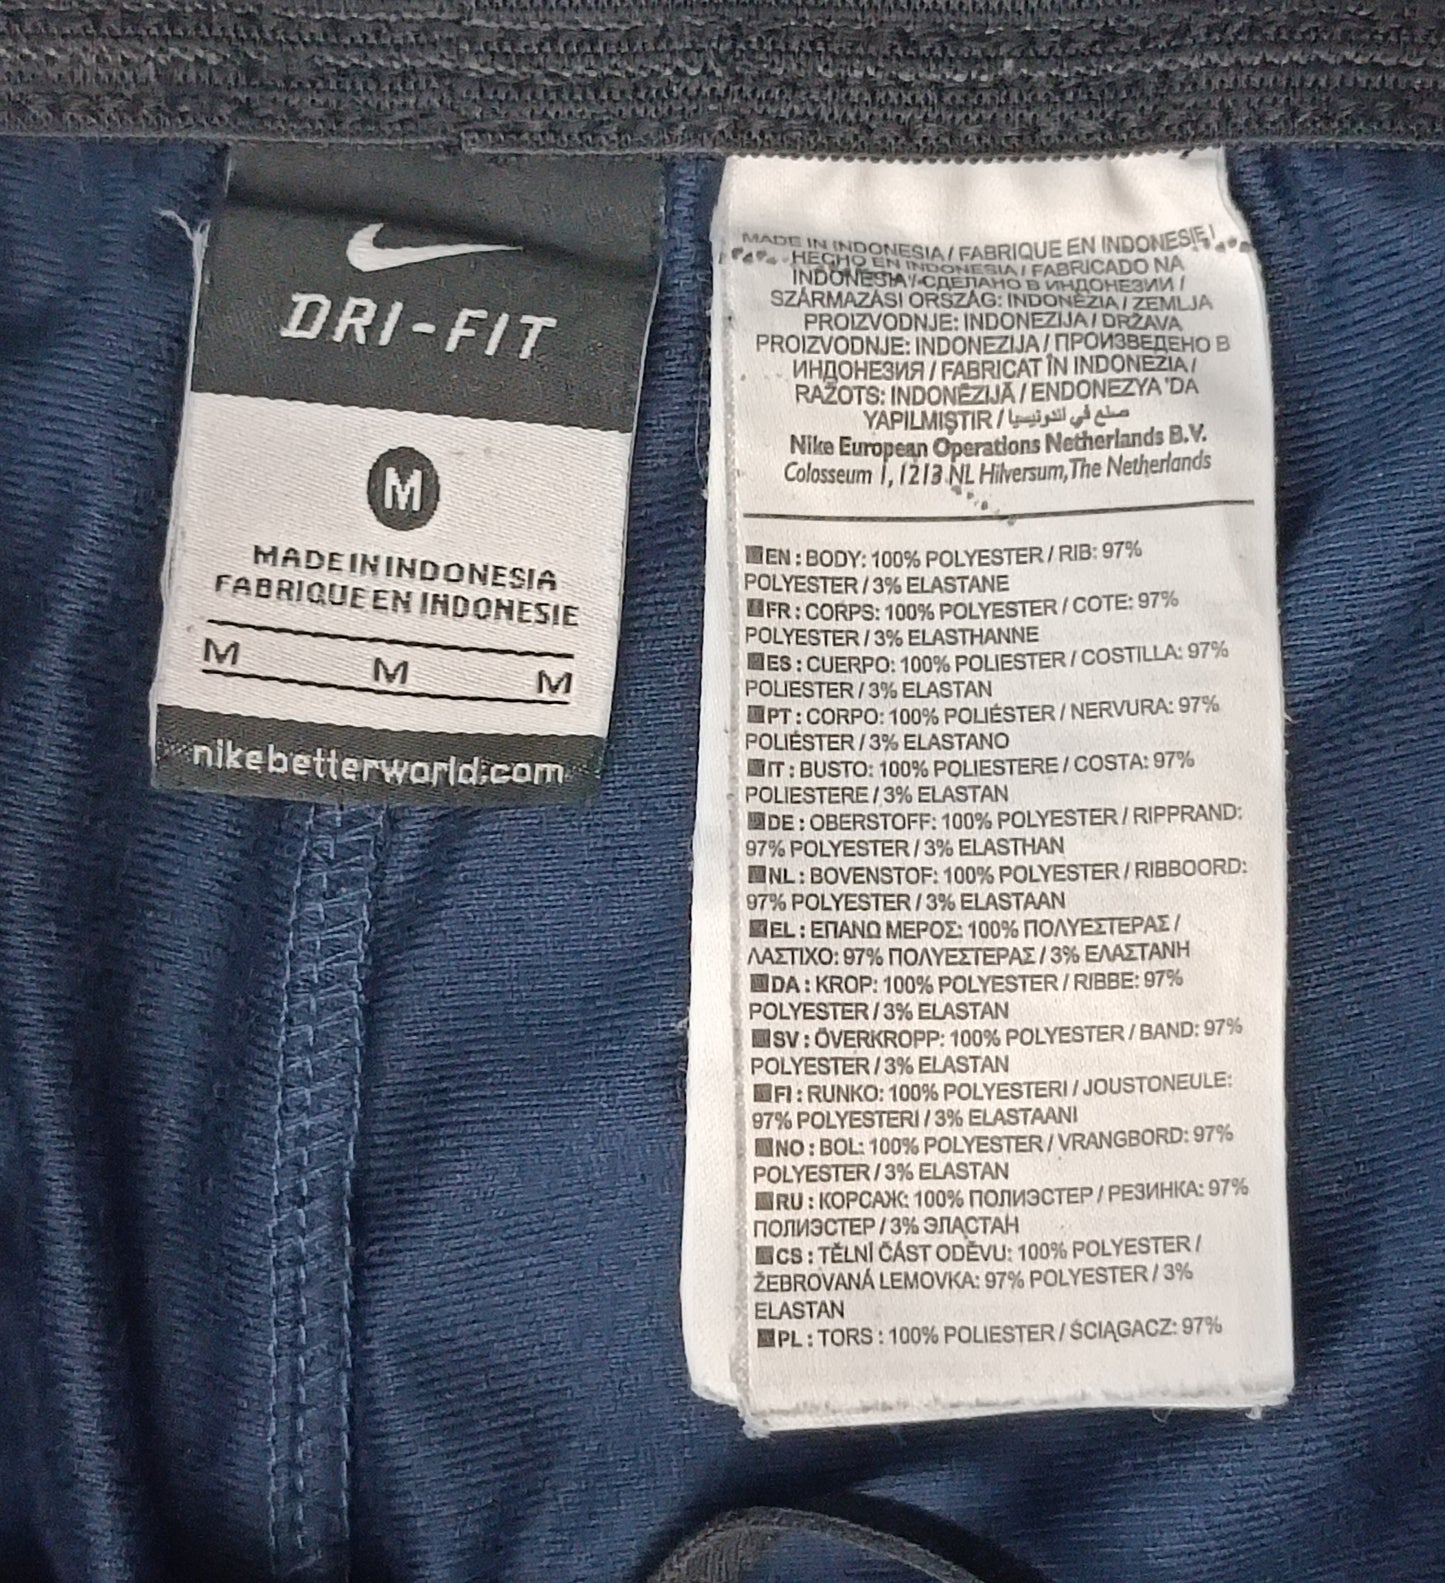 DRI-FIT
M
MADE IN INDONESIA
FABRIQUE EN INDONESIE
M M M
nikebetterworld.com
MADE IN INDONESIA / FABRIQUE EN INDONESIE /
HECHO EN INDONESIA / FABRICADO NA
INDONESIA / СДЕЛАНО В ИНДОНЕЗИИ /
SZÁRMAZÁSI ORSZÁG: INDONÉZIA / ZEMLJA
PROIZVODNJE: INDONEZIJA / DRŽAVA
PROIZVODNJE: INDONEZIJA / ПРОИЗВЕДЕНО В
ИНДОНЕЗИЯ / FABRICAT ÎN INDONEZIA /
RAŽOTS: INDONĒZIJĀ / ENDONEZYA 'DA
YAPILMIŞTIR / صنع في اندونيسيا
Nike European Operations Netherlands B.V.
Colosseum 1, 1213 NL Hilversum, The Netherlands
EN : BODY: 100% POLYESTER / RIB: 97%
POLYESTER / 3% ELASTANE
FR : CORPS: 100% POLYESTER / COTE: 97%
POLYESTER / 3% ELASTHANNE
ES : CUERPO: 100% POLIESTER / COSTILLA: 97%
POLIESTER / 3% ELASTAN
PT : CORPO: 100% POLIÉSTER / NERVURA: 97%
POLIÉSTER / 3% ELASTANO
IT : BUSTO: 100% POLIESTERE / COSTA: 97%
POLIESTERE / 3% ELASTAN
DE : OBERSTOFF: 100% POLYESTER / RIPPRAND:
97% POLYESTER / 3% ELASTHAN
NL : BOVENSTOF: 100% POLYESTER / RIBBOORD:
97% POLYESTER / 3% ELASTAAN
EL : ΕΠΑΝΩ ΜΕΡΟΣ: 100% ΠΟΛΥΕΣΤΕΡΑΣ /
ΛΑΣΤΙΧΟ: 97% ΠΟΛΥΕΣΤΕΡΑΣ / 3% ΕΛΑΣΤΑΝΗ
DA : KROP: 100% POLYESTER / RIBBE: 97%
POLYESTER / 3% ELASTAN
SV : ÖVERKROPP: 100% POLYESTER / BAND: 97%
POLYESTER / 3% ELASTAN
FI : RUNKO: 100% POLYESTERI / JOUSTONEULE:
97% POLYESTERI / 3% ELASTAANI
NO : BOL: 100% POLYESTER / VRANGBORD: 97%
POLYESTER / 3% ELASTAN
RU : КОРСАЖ: 100% ПОЛИЭСТЕР / РЕЗИНКА: 97%
ПОЛИЭСТЕР / 3% ЭЛАСТАН
CS : TĚLNÍ ČÁST ODĚVU: 100% POLYESTER /
ŽEBROVANÁ LEMOVKA: 97% POLYESTER / 3%
ELASTAN
PL : TORS : 100% POLIESTER / ŚCIĄGACZ: 97%